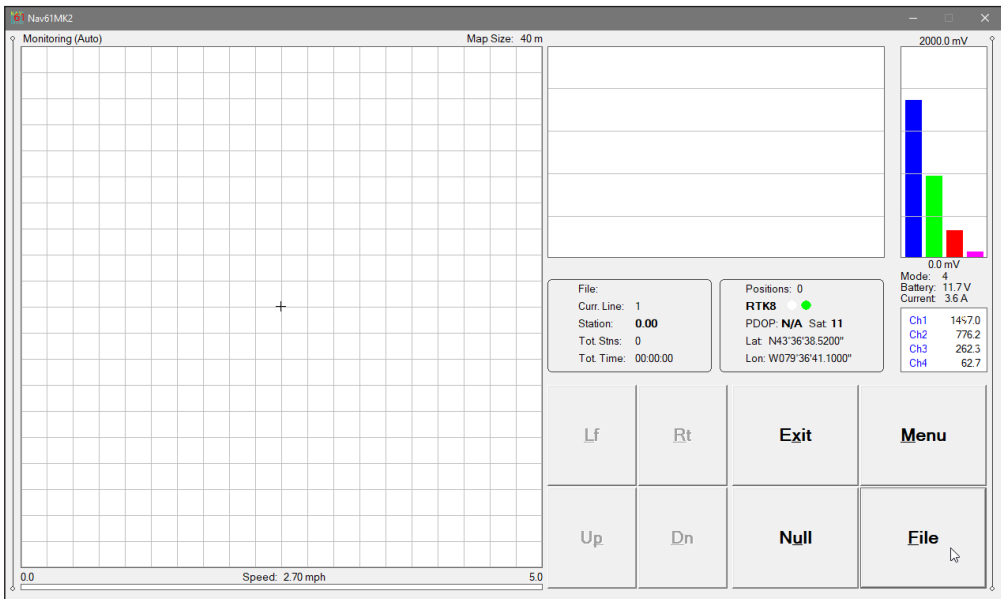 Nav61MK2
Monitoring (Auto)
Map Size: 40 m
2000.0 mV
0.0 mV
Mode: 4
Battery: 11.7 V
Current: 3.6 A
File:
Curr. Line: 1
Station: 0.00
Tot. Stns: 0
Tot. Time: 00:00:00
Positions: 0
RTK8
PDOP: N/A Sat: 11
Lat: N43°36'38.5200"
Lon: W079°36'41.1000"
Ch1
Ch2 776.2
Ch3 262.3
Ch4 62.7
Lf
Rt
Exit
Menu
Up
Dn
Null
File
0.0
Speed: 2.70 mph
5.0